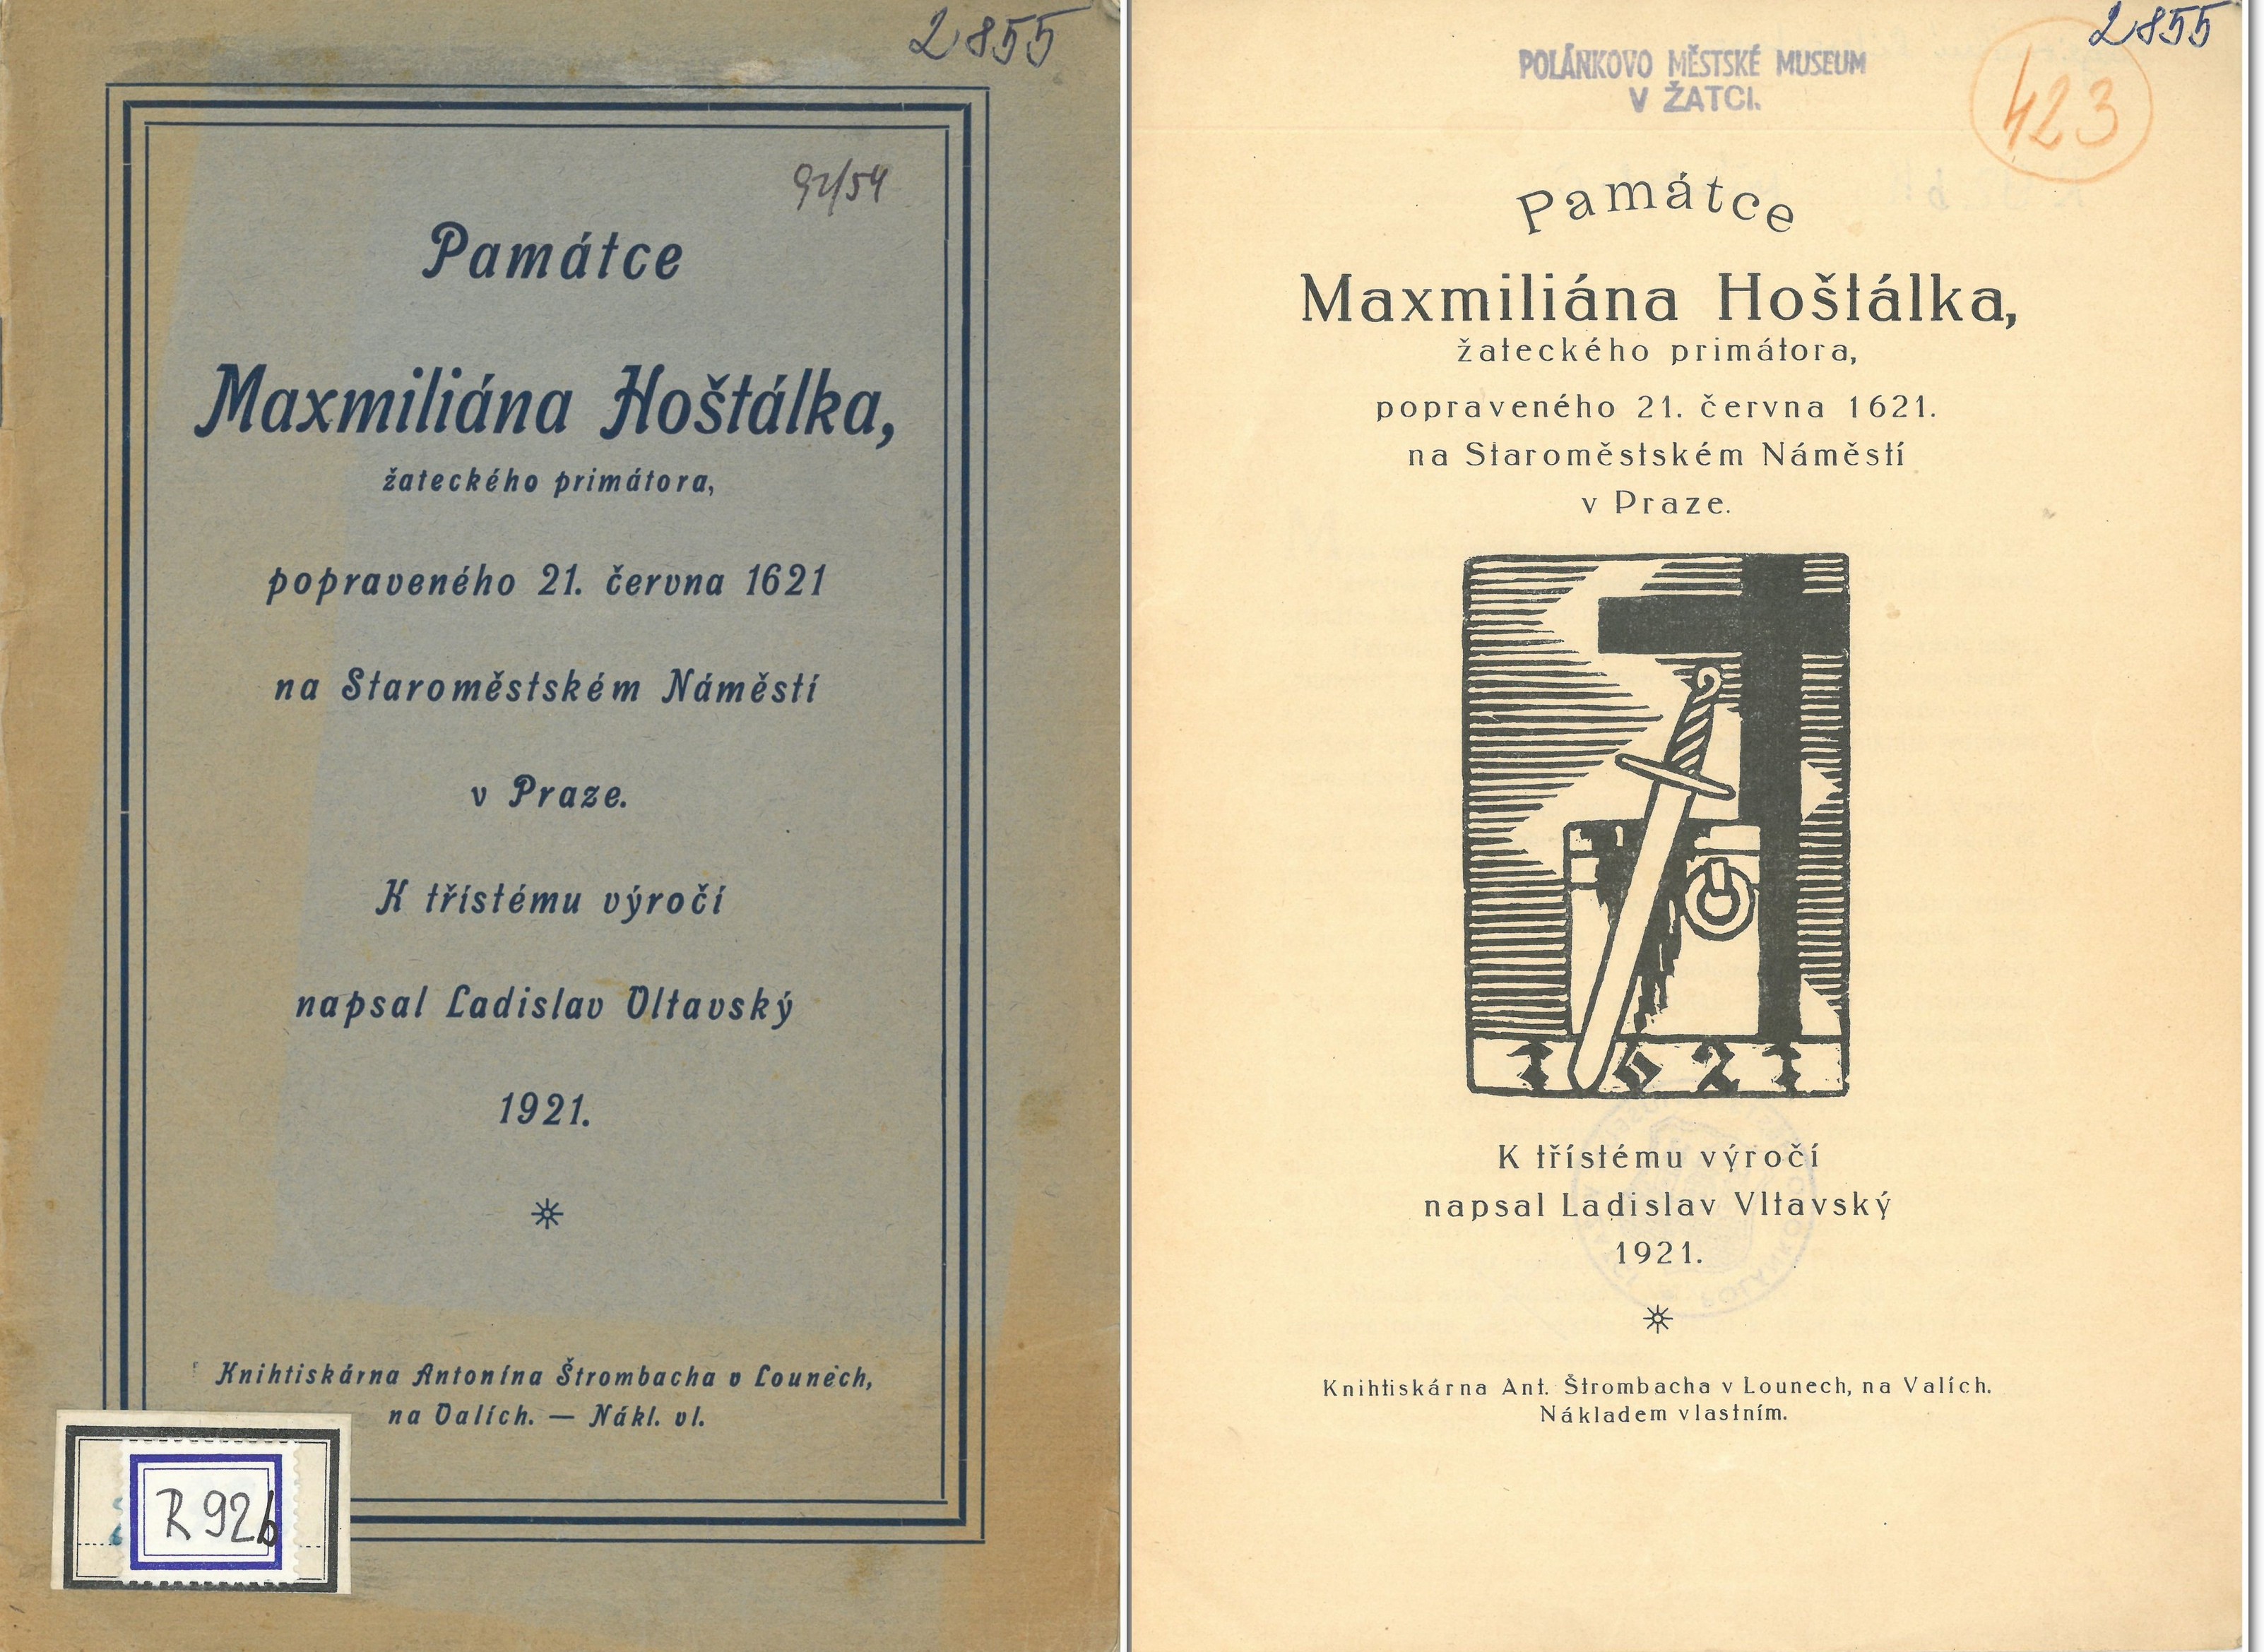 2855
92/54
Památce
Maxmiliána Hošťálka,
žateckého primátora,
popraveného 21. června 1621
na Staroměstském Náměstí
v Praze.
K třístému výročí
napsal Ladislav Vltavský
1921.
Knihtiskárna Antonína Štrombacha v Lounech,
na Valích. — Nákl. vl.
R 92b
2855
423
POLÁNKOVO MĚSTSKÉ MUSEUM
V ŽATCI.
Památce
Maxmiliána Hošťálka,
žateckého primátora,
popraveného 21. června 1621.
na Staroměstském Náměstí
v Praze.
1621
K třístému výročí
napsal Ladislav Vltavský
1921.
Knihtiskárna Ant. Štrombacha v Lounech, na Valích.
Nákladem vlastním.